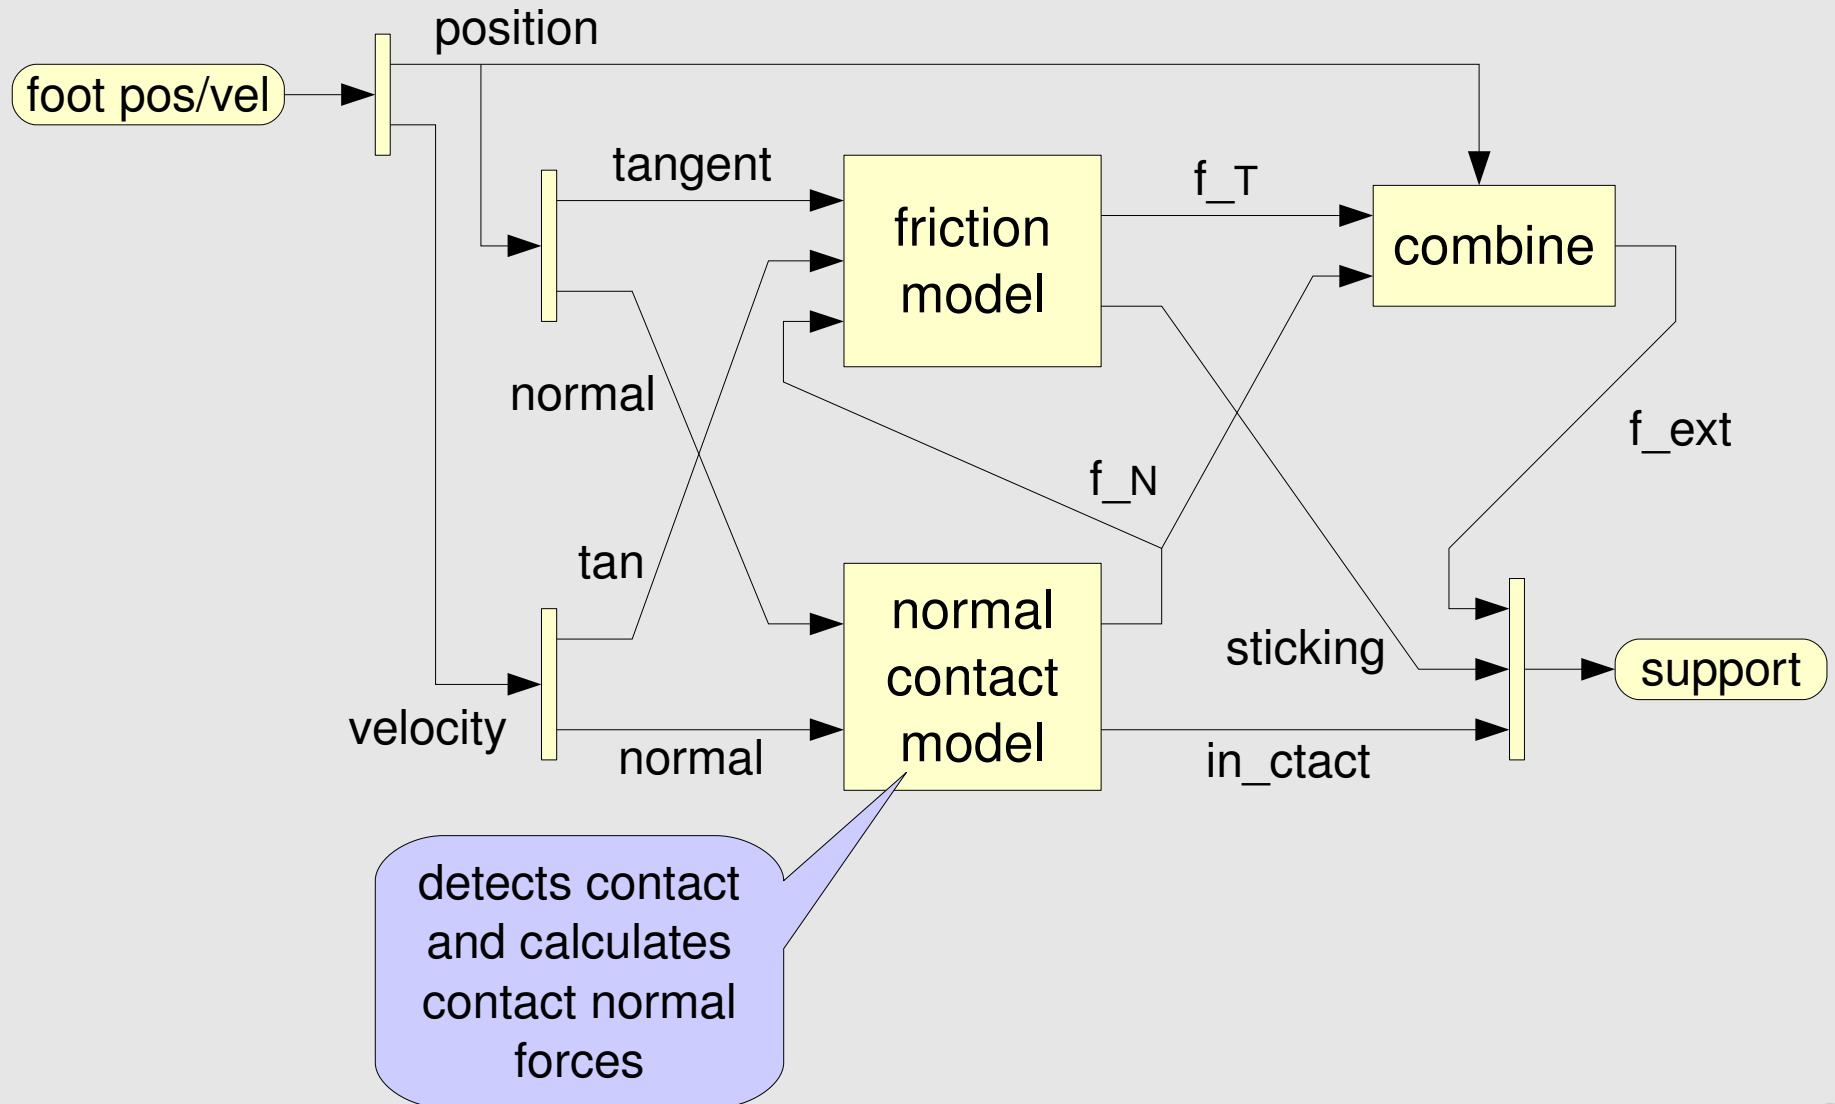 position
foot pos/vel
tangent
f_T
friction
model
combine
normal
f_ext
f_N
tan
normal
contact
model
sticking
support
velocity
normal
in_ctact
detects contact
and calculates
contact normal
forces